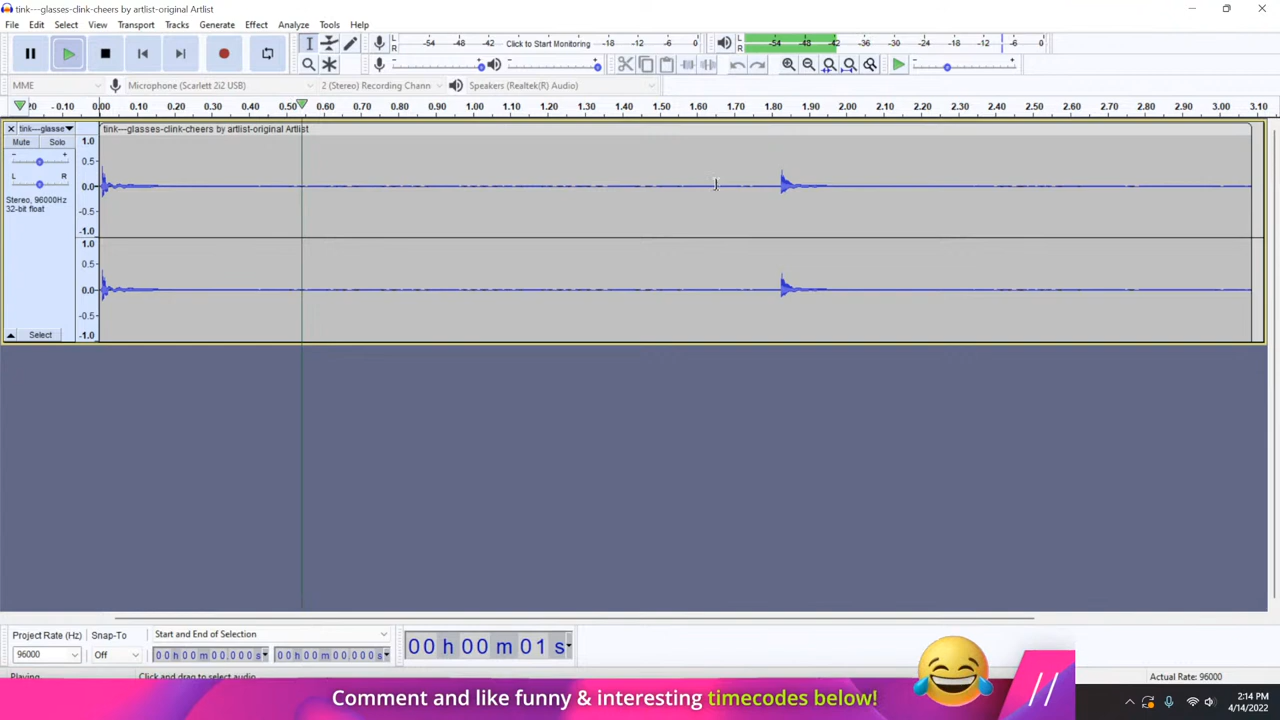 tink---glasses-clink-cheers by artlist-original Artlist
File Edit Select View Transport Tracks Generate Effect Analyze Tools Help
L R -54 -48 -42 Click to Start Monitoring -18 -12 -6 0 L R -54 -48 -42 -36 -30 -24 -18 -12 -6 0
MME Microphone (Scarlett 2i2 USB) 2 (Stereo) Recording Chann Speakers (Realtek(R) Audio)
-0.10 0.00 0.10 0.20 0.30 0.40 0.50 0.60 0.70 0.80 0.90 1.00 1.10 1.20 1.30 1.40 1.50 1.60 1.70 1.80 1.90 2.00 2.10 2.20 2.30 2.40 2.50 2.60 2.70 2.80 2.90 3.00 3.10
tink---glasse tink---glasses-clink-cheers by artlist-original Artlist
Mute Solo
- +
L R
Stereo, 96000Hz
32-bit float
1.0
0.5
0.0
-0.5
-1.0
1.0
0.5
0.0
-0.5
-1.0
Select
Project Rate (Hz) Snap-To Start and End of Selection
96000 Off 00 h 00 m 00.000 s 00 h 00 m 00.000 s
00 h 00 m 01 s
Playing. Click and drag to select audio Actual Rate: 96000
Comment and like funny & interesting timecodes below!
//
2:14 PM
4/14/2022